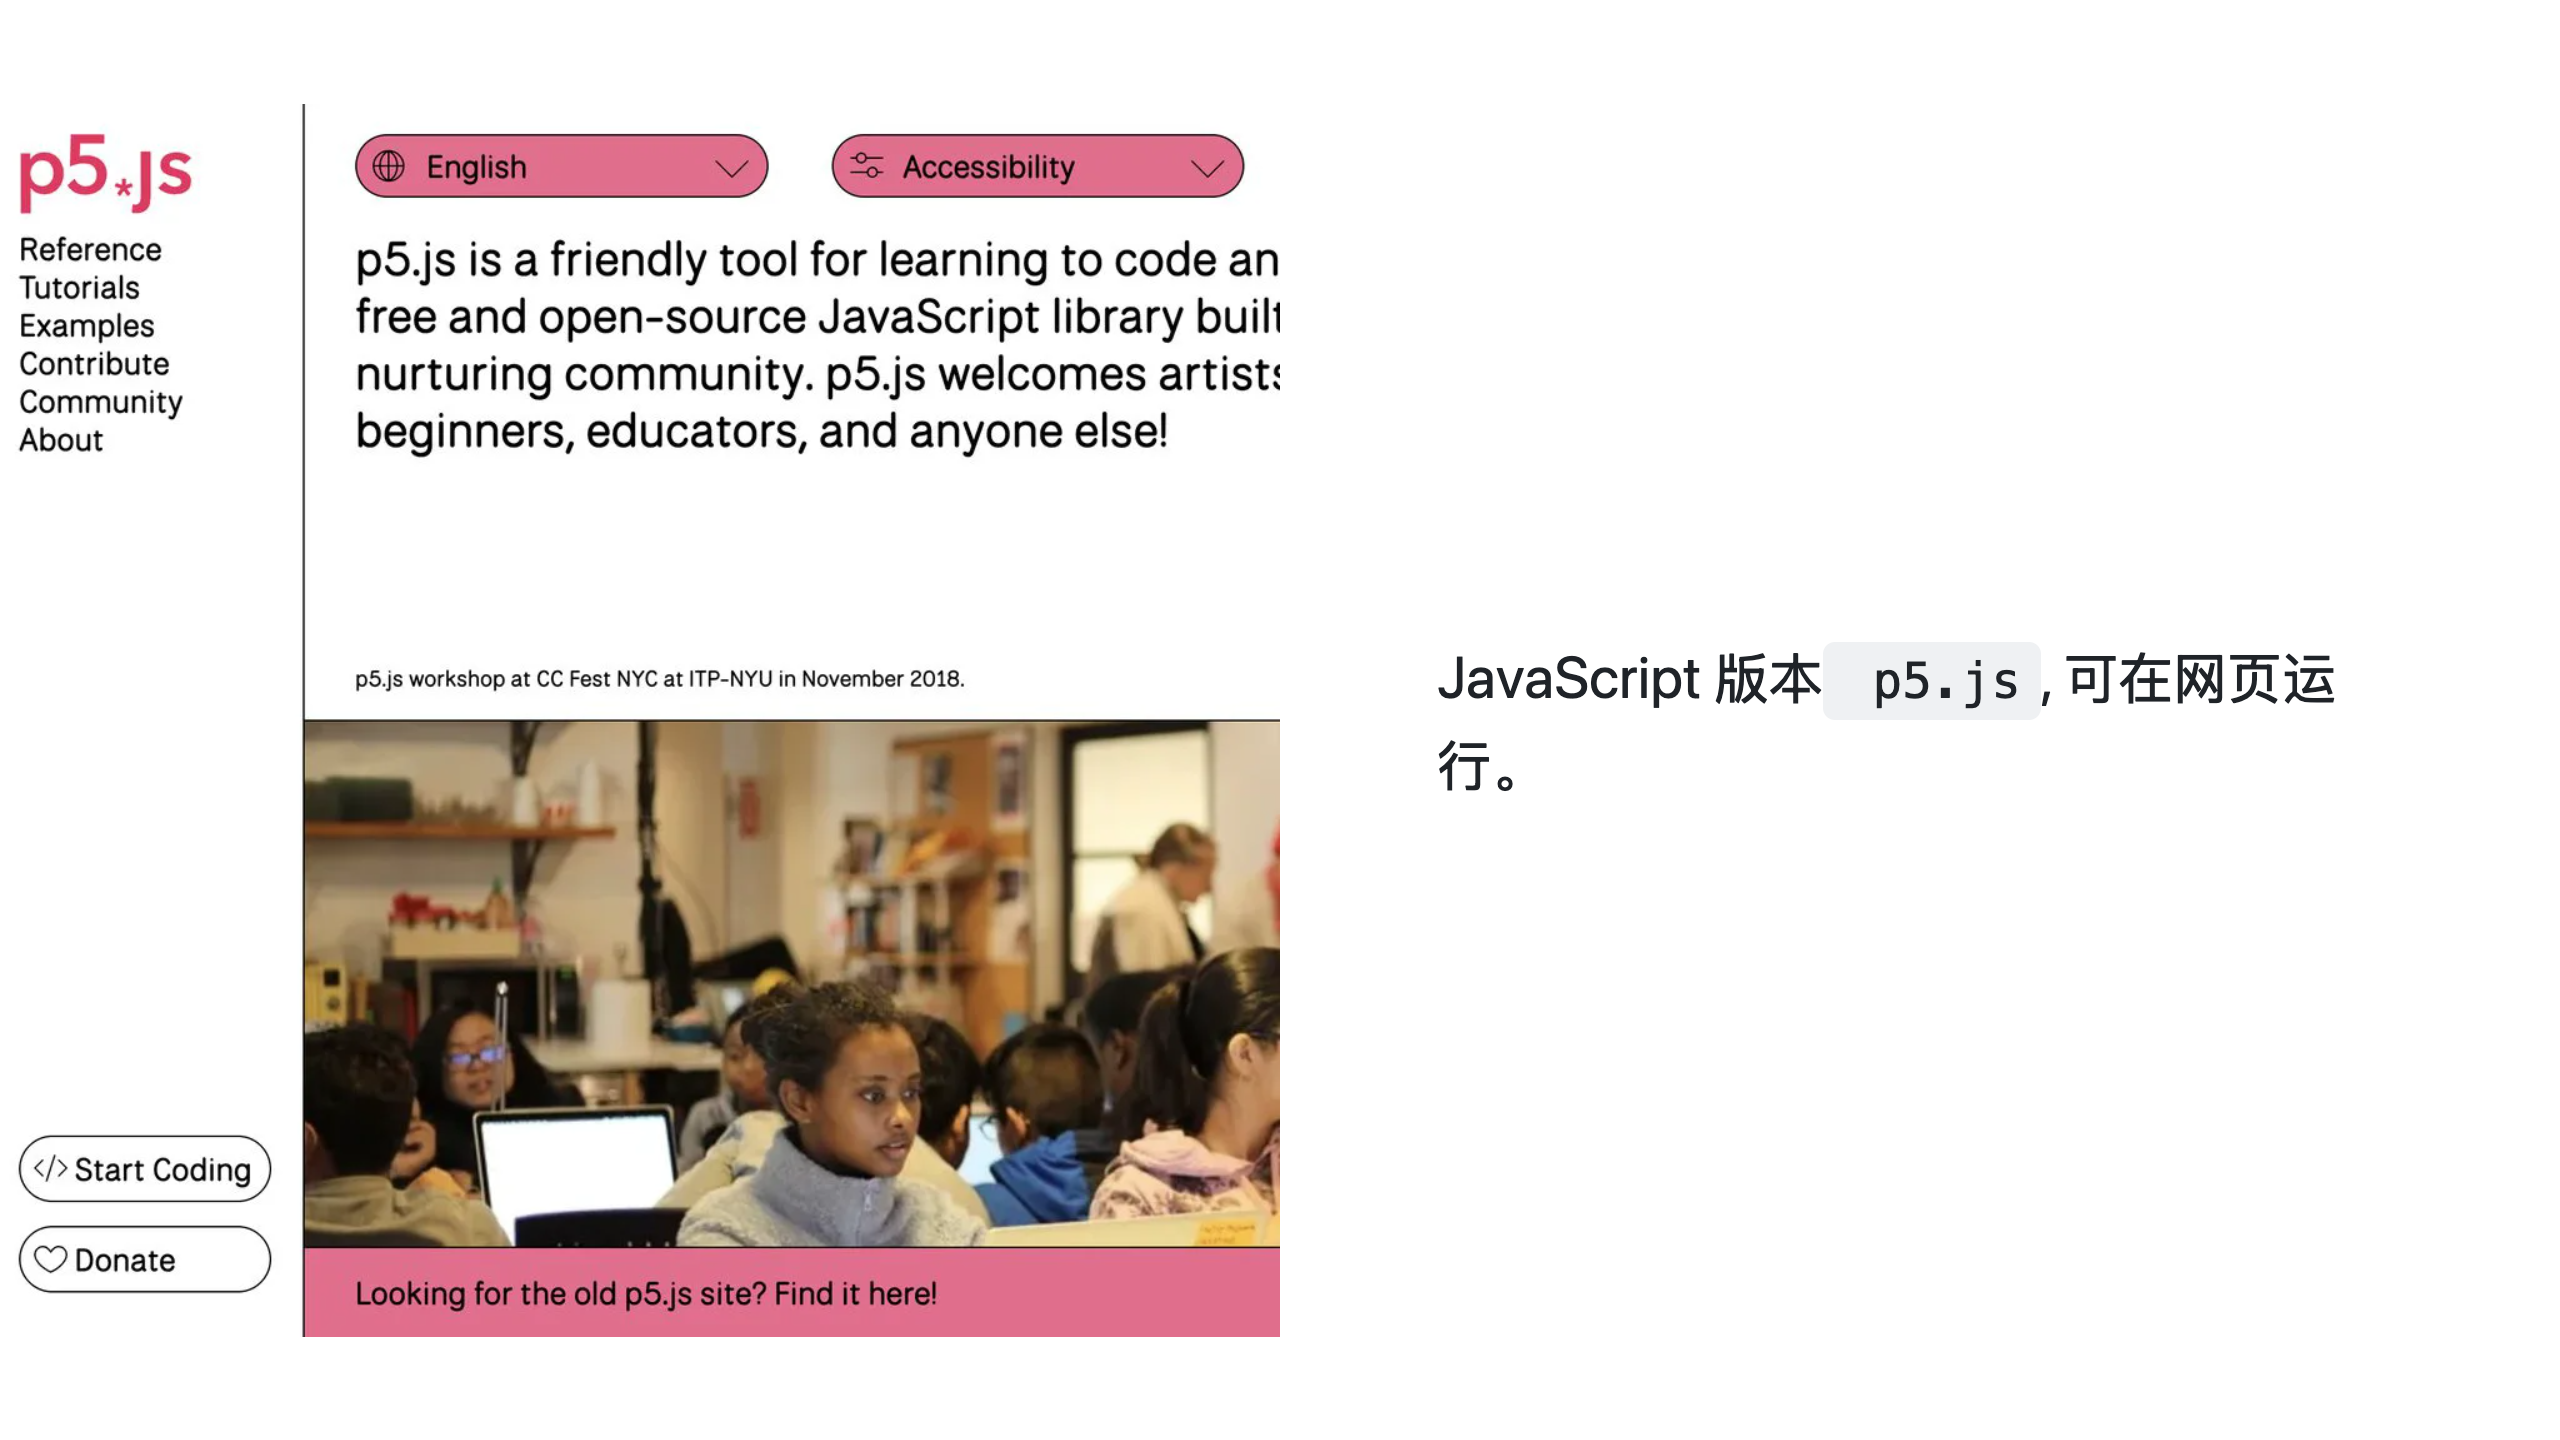 p5.js
Reference
Tutorials
Examples
Contribute
Community
About
Start Coding
Donate
English
Accessibility
p5.js is a friendly tool for learning to code an
free and open-source JavaScript library built
nurturing community. p5.js welcomes artists
beginners, educators, and anyone else!
p5.js workshop at CC Fest NYC at ITP-NYU in November 2018.
Looking for the old p5.js site? Find it here!
JavaScript 版本 p5.js , 可在网页运
行。